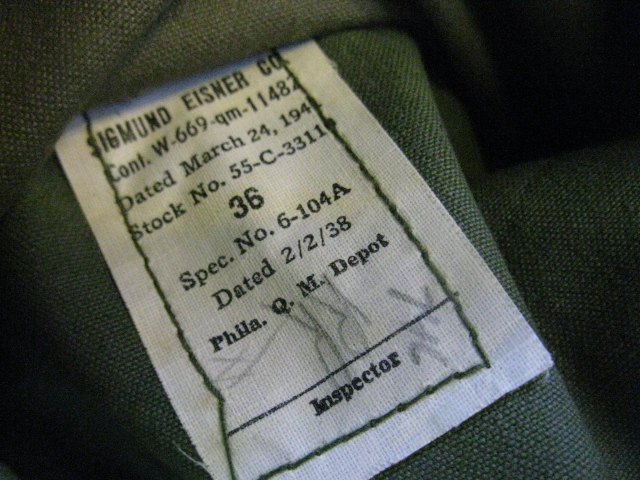 SIGMUND EISNER CO.
Cont. W-669-qm-11482
Dated March 24, 194
Stock No. 55-C-3311
36
Spec. No. 6-104A
Dated 2/2/38
Phila. Q. M. Depot
Inspector